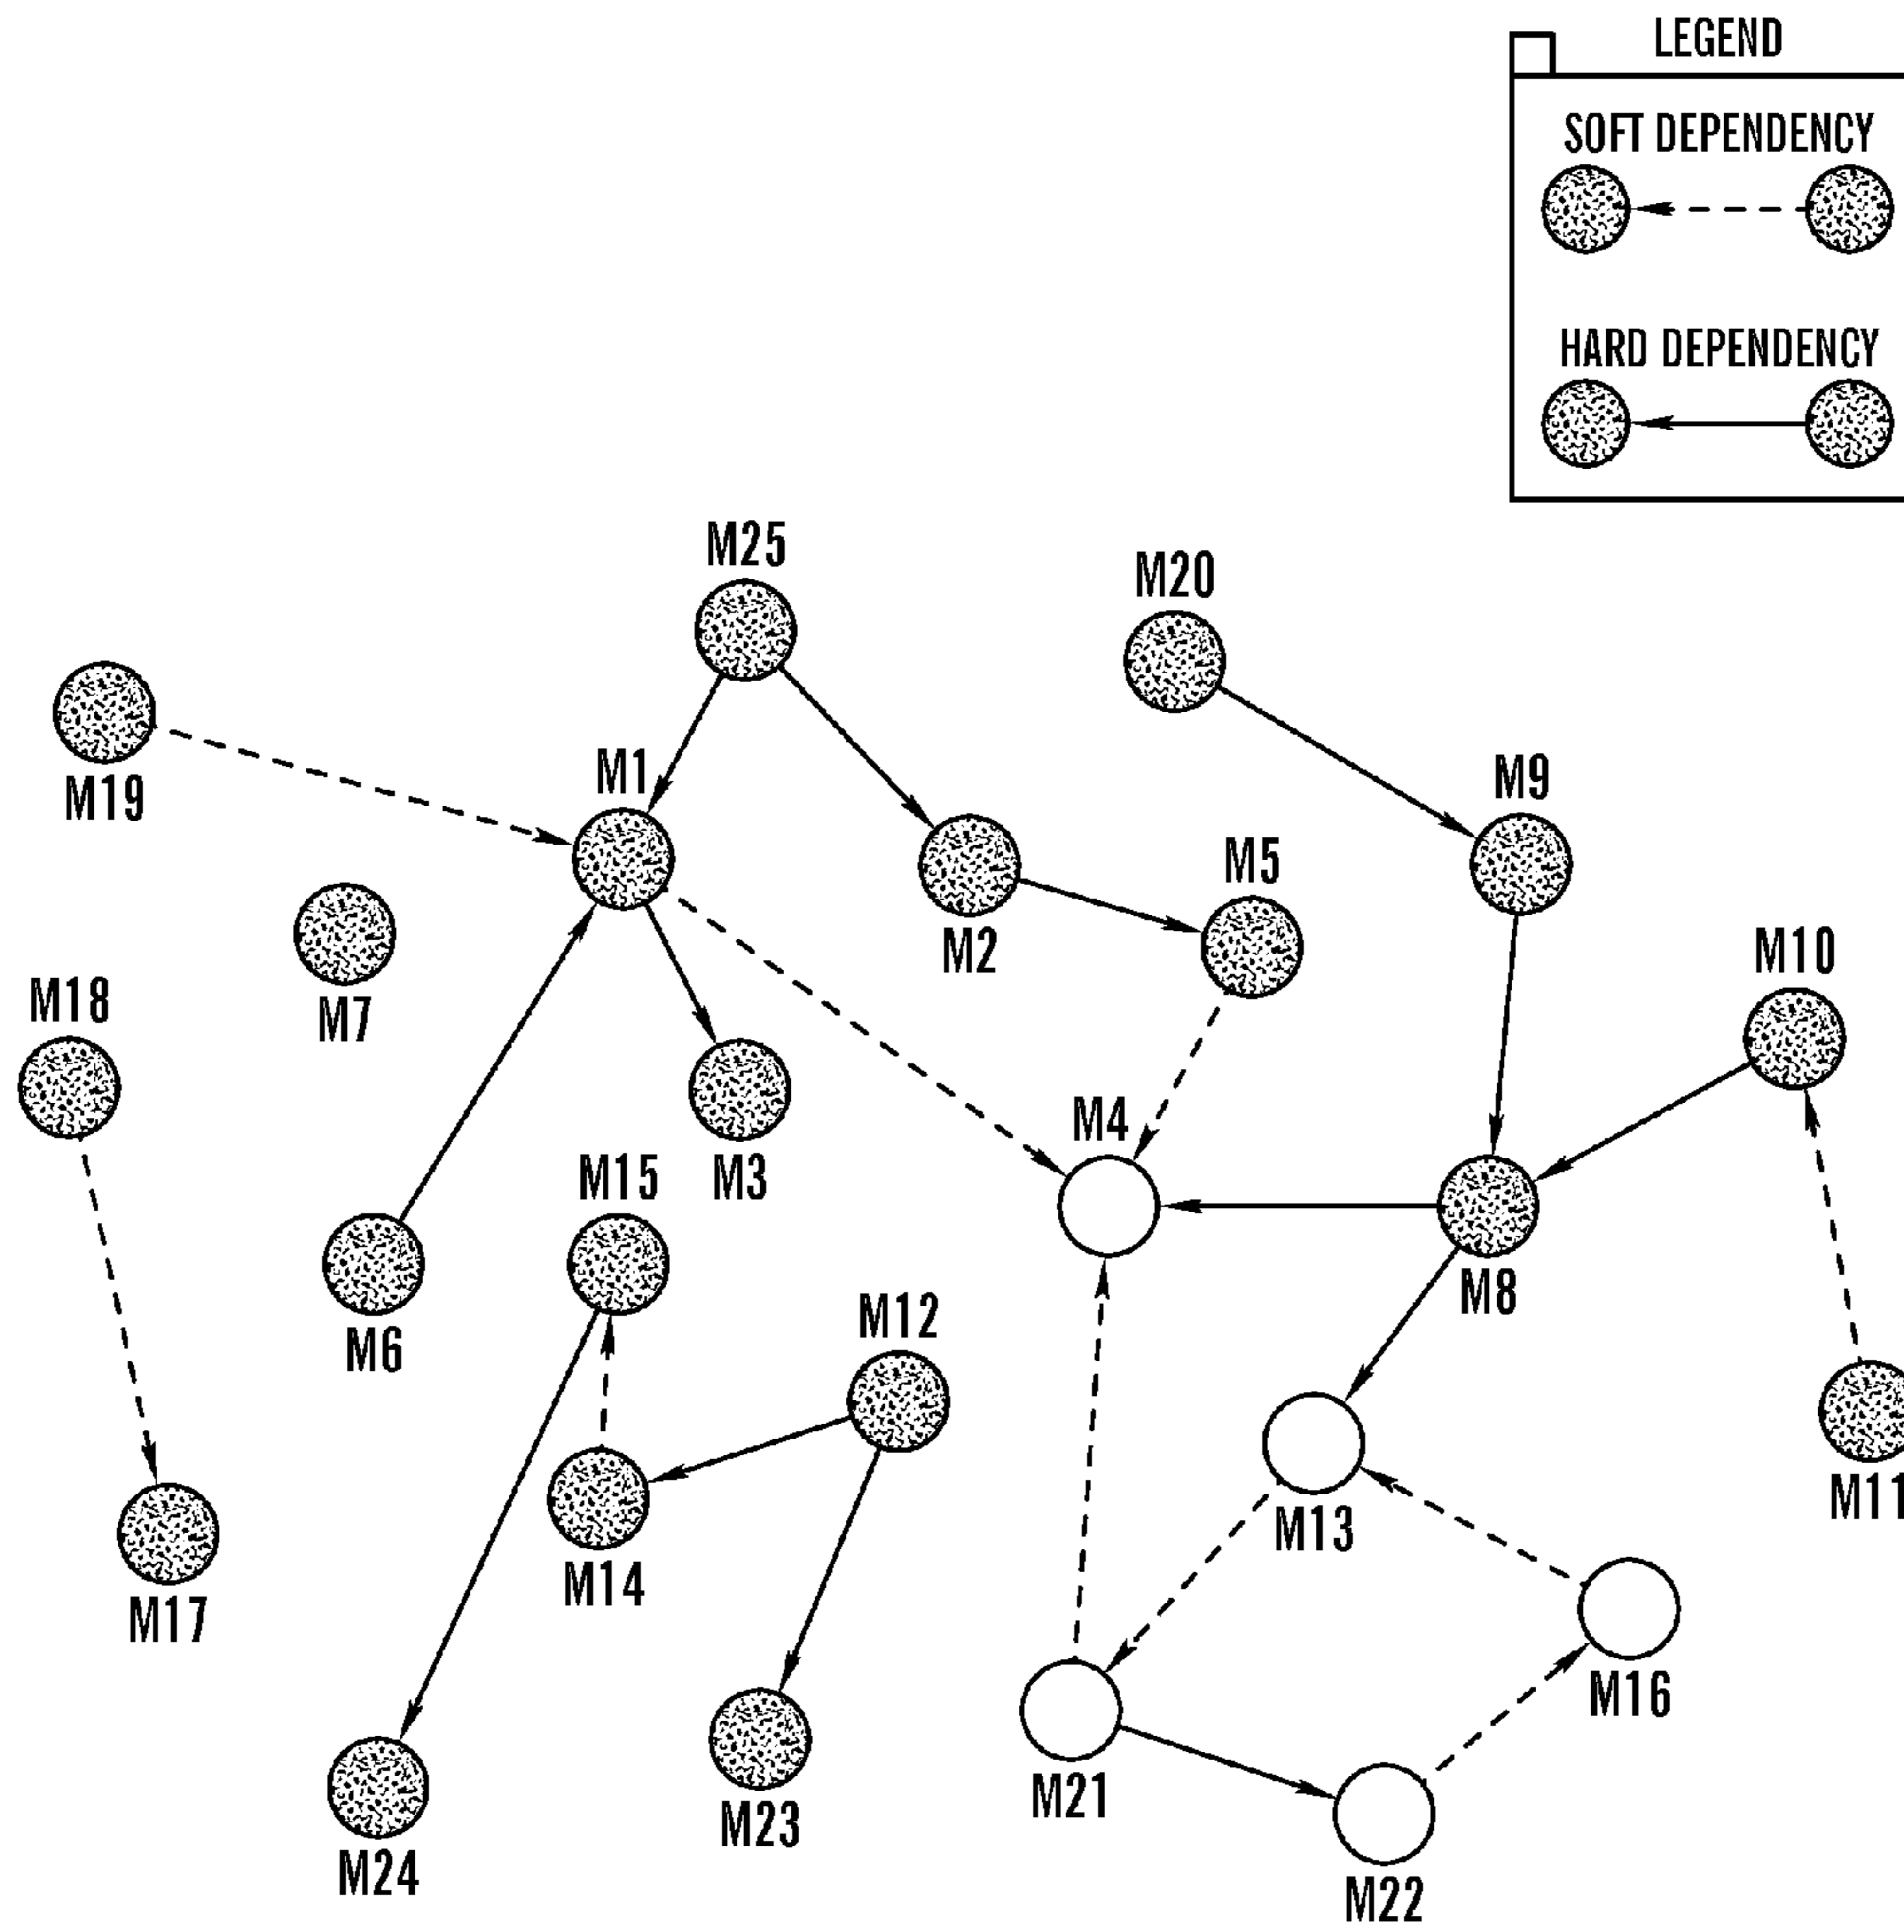 LEGEND
SOFT DEPENDENCY
HARD DEPENDENCY
M25
M20
M19
M1
M9
M5
M2
M10
M18
M7
M4
M15
M3
M8
M12
M6
M11
M13
M14
M17
M16
M21
M23
M24
M22